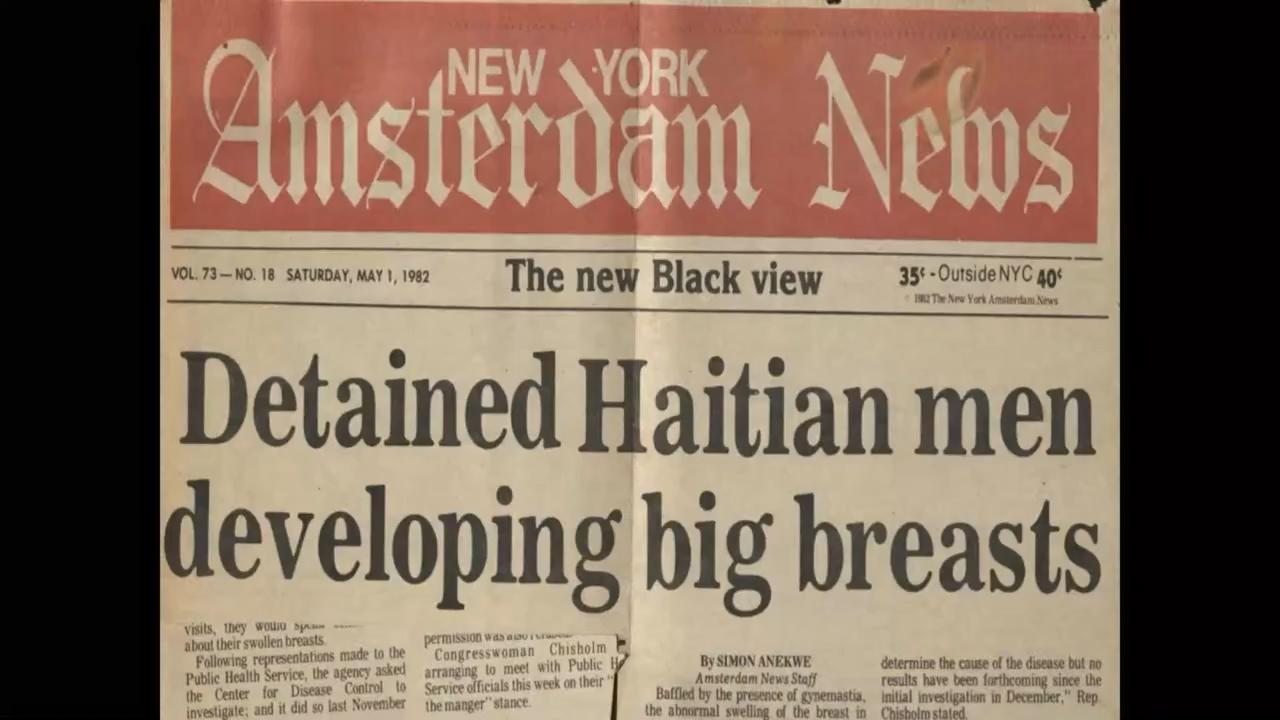 NEW YORK
Amsterdam News
VOL. 73 — NO. 18 SATURDAY, MAY 1, 1982
The new Black view
35¢ - Outside NYC 40¢
1982 The New York Amsterdam News
Detained Haitian men
developing big breasts
visits, they would
about their swollen breasts.
Following representations made to the
Public Health Service, the agency asked
the Center for Disease Control to
investigate; and it did so last November
permission was also
Congresswoman Chisholm
arranging to meet with Public H
Service officials this week on their "
the manger" stance.
By SIMON ANEKWE
Amsterdam News Staff
Baffled by the presence of gynemastia,
the abnormal swelling of the breast in
determine the cause of the disease but no
results have been forthcoming since the
initial investigation in December," Rep.
Chisholm stated.